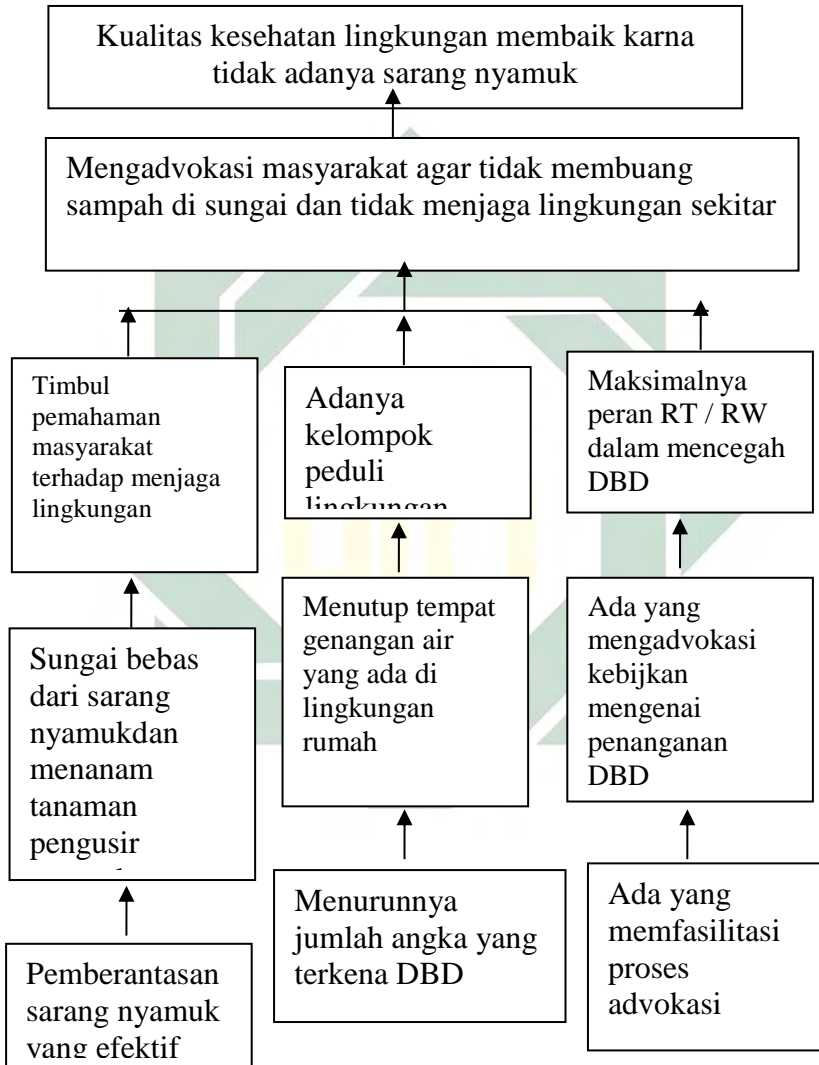 Kualitas kesehatan lingkungan membaik karna
tidak adanya sarang nyamuk
Mengadvokasi masyarakat agar tidak membuang
sampah di sungai dan tidak menjaga lingkungan sekitar
Timbul
pemahaman
masyarakat
terhadap menjaga
lingkungan
Adanya
kelompok
peduli
lingkungan
Maksimalnya
peran RT / RW
dalam mencegah
DBD
Sungai bebas
dari sarang
nyamukdan
menanam
tanaman
pengusir
Menutup tempat
genangan air
yang ada di
lingkungan
rumah
Ada yang
mengadvokasi
kebijkan
mengenai
penanganan
DBD
Pemberantasan
sarang nyamuk
yang efektif
Menurunnya
jumlah angka yang
terkena DBD
Ada yang
memfasilitasi
proses
advokasi